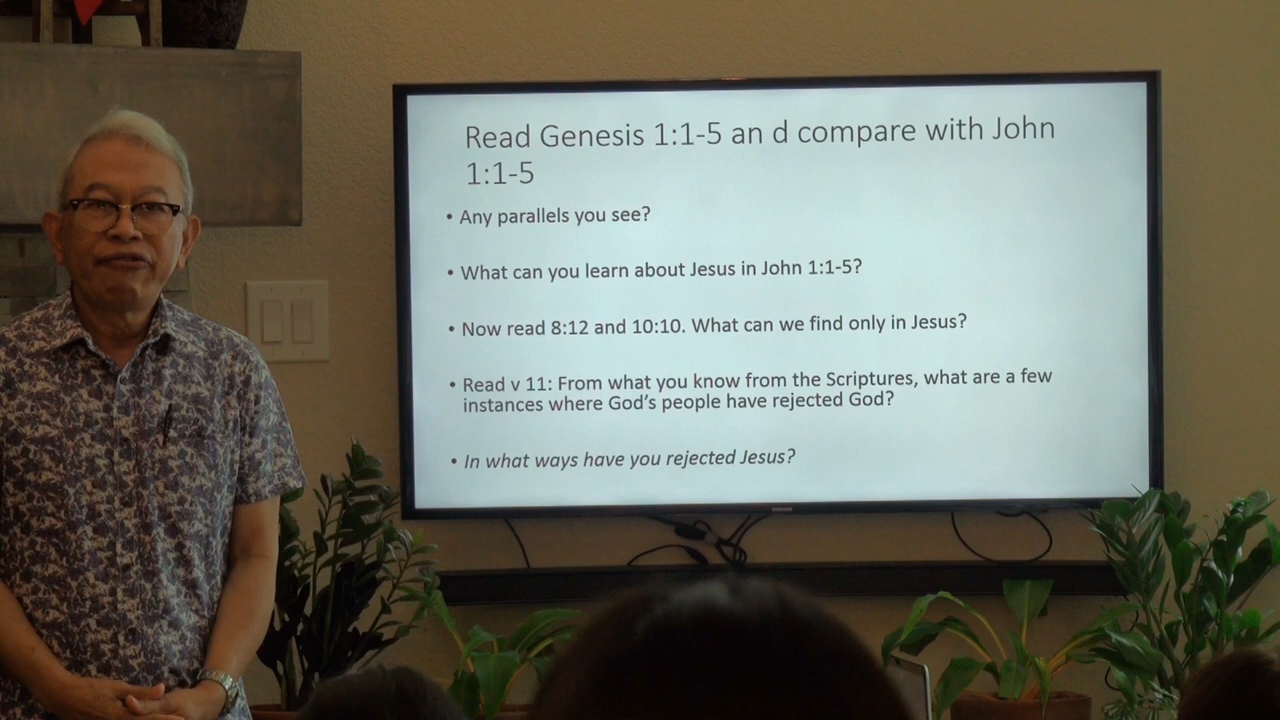 Read Genesis 1:1-5 an d compare with John
1:1-5
• Any parallels you see?
• What can you learn about Jesus in John 1:1-5?
• Now read 8:12 and 10:10. What can we find only in Jesus?
• Read v 11: From what you know from the Scriptures, what are a few
instances where God's people have rejected God?
• In what ways have you rejected Jesus?
SAMSUNG